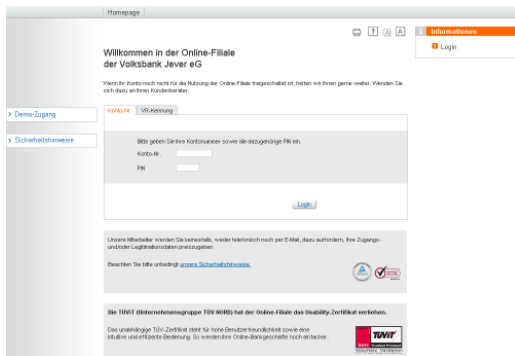 Homepage
?
A
A
Informationen
Login
Willkommen in der Online-Filiale
der Volksbank Jever eG
Wenn Ihr Konto noch nicht für die Nutzung der Online-Filiale freigeschaltet ist, helfen wir Ihnen gerne weiter. Wenden Sie
sich dazu an Ihren Kundenberater.
> Demo-Zugang
> Sicherheitshinweise
Konto-Nr.
VR-Kennung
Bitte geben Sie Ihre Kontonummer sowie die dazugehörige PIN ein.
Konto-Nr.
PIN
Login
Unsere Mitarbeiter werden Sie keinesfalls, weder telefonisch noch per E-Mail, dazu auffordern, Ihre Zugangs-
und/oder Legitimationsdaten preiszugeben.
Beachten Sie bitte unbedingt unsere Sicherheitshinweise.
Die TÜViT (Unternehmensgruppe TÜV NORD) hat der Online-Filiale das Usability-Zertifikat verliehen.
Das unabhängige TÜV-Zertifikat steht für hohe Benutzerfreundlichkeit sowie eine
intuitive und effiziente Bedienung. So werden Ihre Online-Bankgeschäfte noch einfacher.
TÜViT
Trusted Product